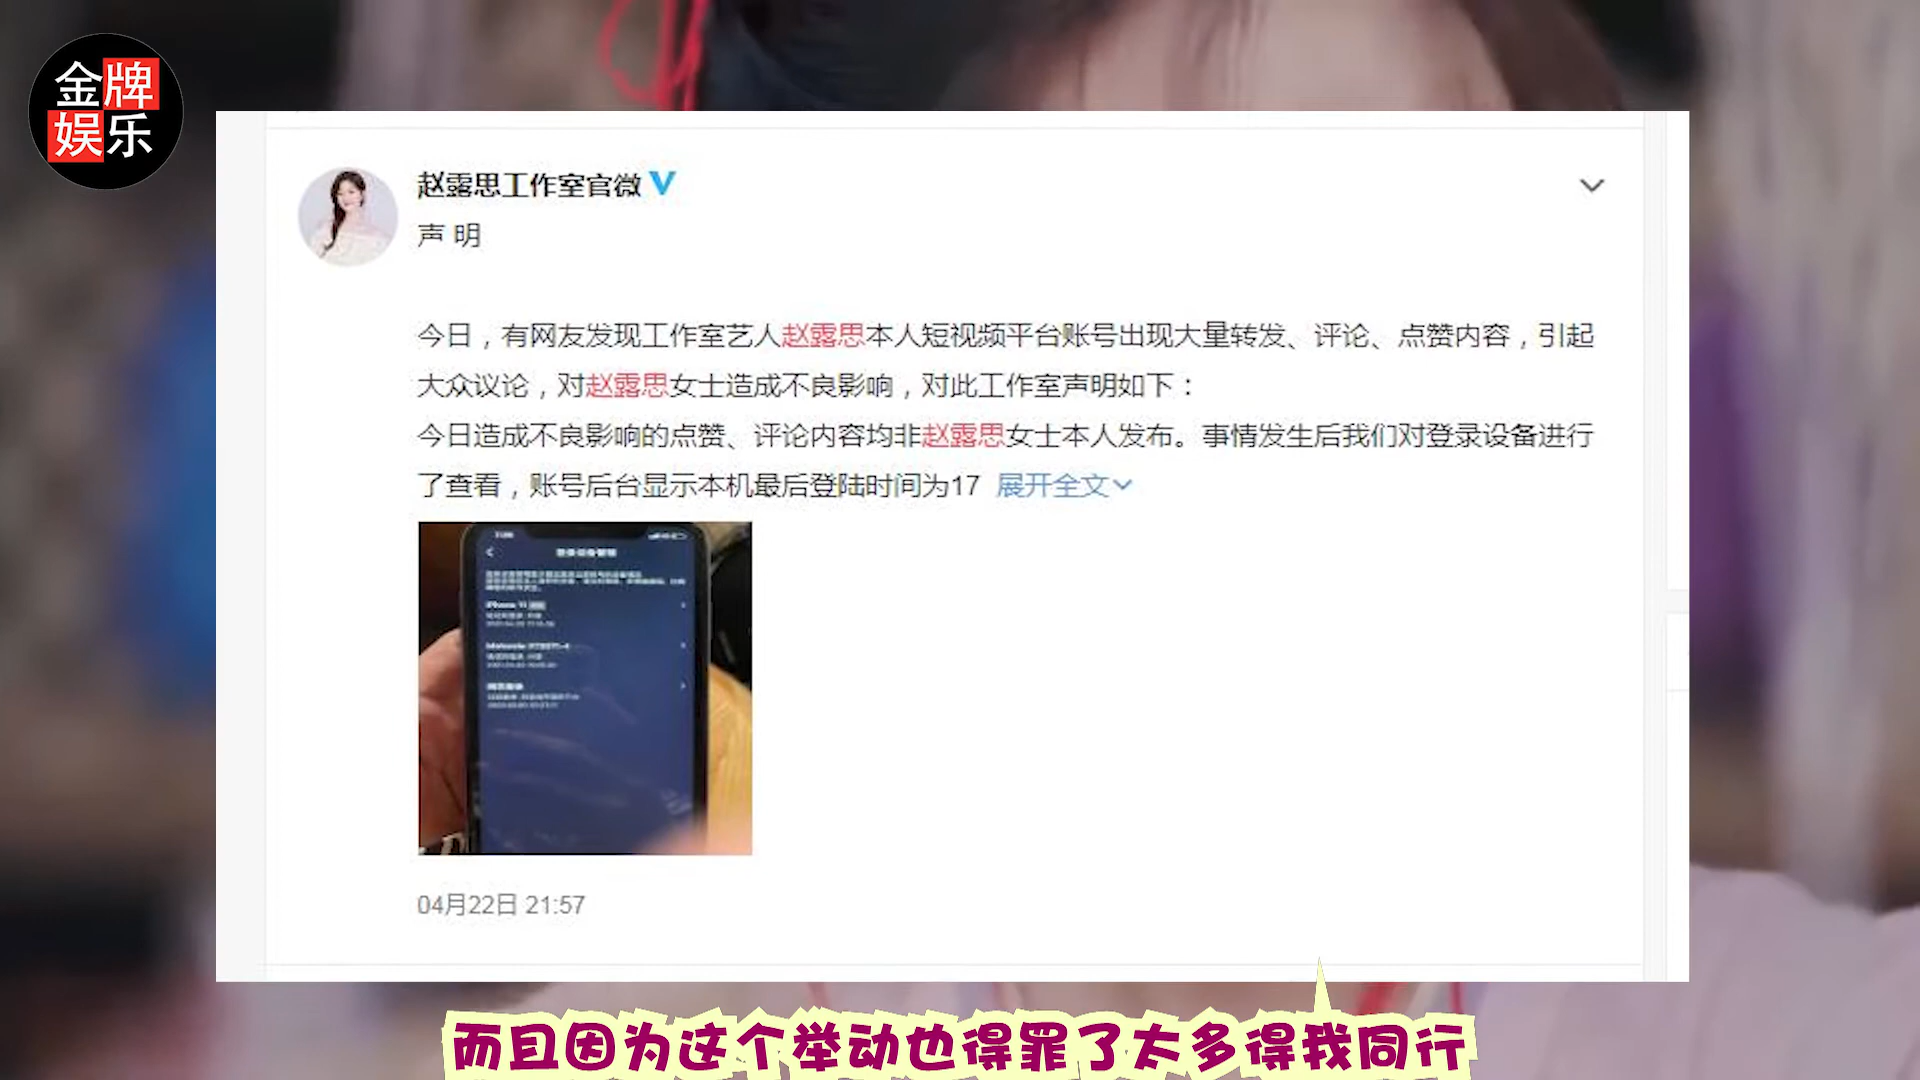 金牌
娱乐
赵露思工作室官微
声 明
今日，有网友发现工作室艺人赵露思本人短视频平台账号出现大量转发、评论、点赞内容，引起
大众议论，对赵露思女士造成不良影响，对此工作室声明如下：
今日造成不良影响的点赞、评论内容均非赵露思女士本人发布。事情发生后我们对登录设备进行
了查看，账号后台显示本机最后登陆时间为17 展开全文
登录设备管理
iPhone 11
04月22日 21:57
而且因为这个举动也得罪了太多得我同行